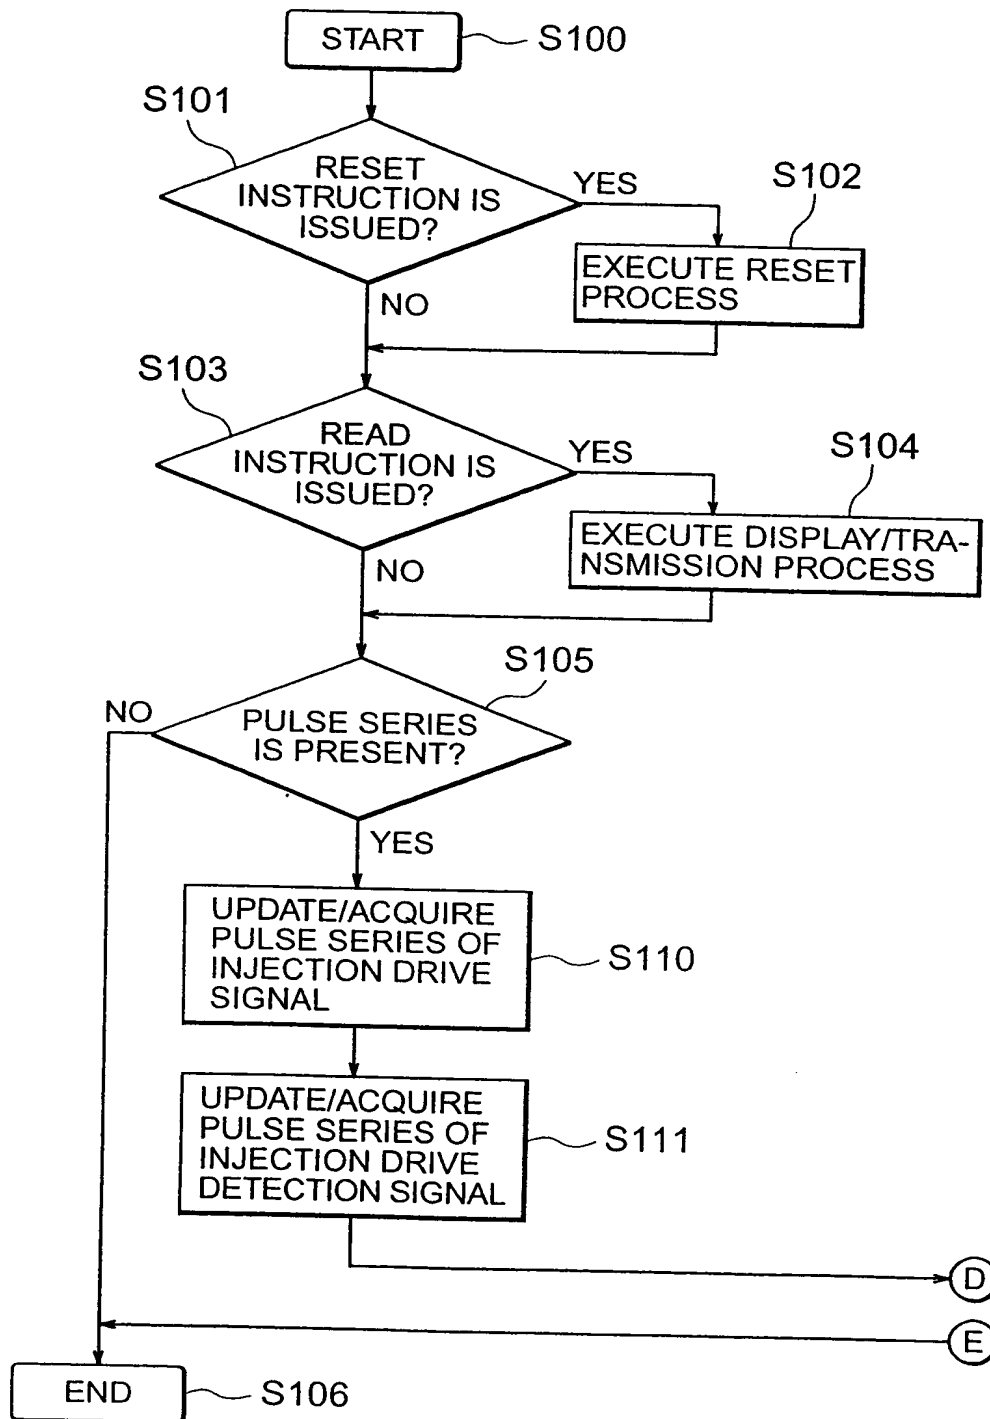 START
S100
S101
RESET
INSTRUCTION IS
ISSUED?
YES
S102
EXECUTE RESET
PROCESS
NO
S103
READ
INSTRUCTION IS
ISSUED?
YES
S104
EXECUTE DISPLAY/TRA-
NSMISSION PROCESS
NO
S105
NO
PULSE SERIES
IS PRESENT?
YES
UPDATE/ACQUIRE
PULSE SERIES OF
INJECTION DRIVE
SIGNAL
S110
UPDATE/ACQUIRE
PULSE SERIES OF
INJECTION DRIVE
DETECTION SIGNAL
S111
D
E
END
S106